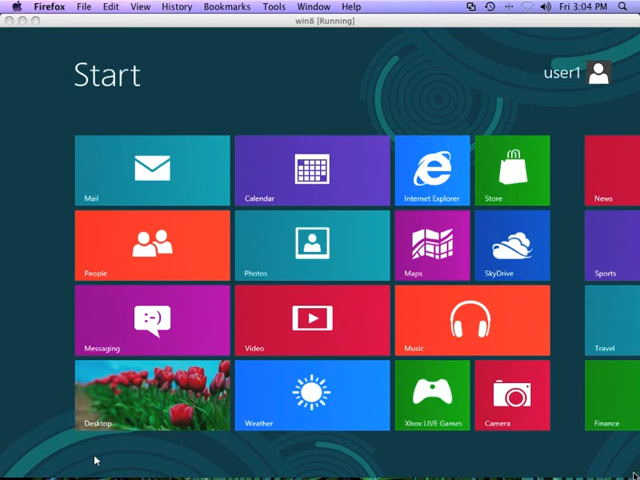 Firefox File Edit View History Bookmarks Tools Window Help Fri 3:04 PM
win8 [Running]
Start
user1
Mail Calendar Internet Explorer Store News
People Photos Maps SkyDrive Sports
Messaging :-) Video Music Travel
Desktop Weather Xbox LIVE Games Camera Finance